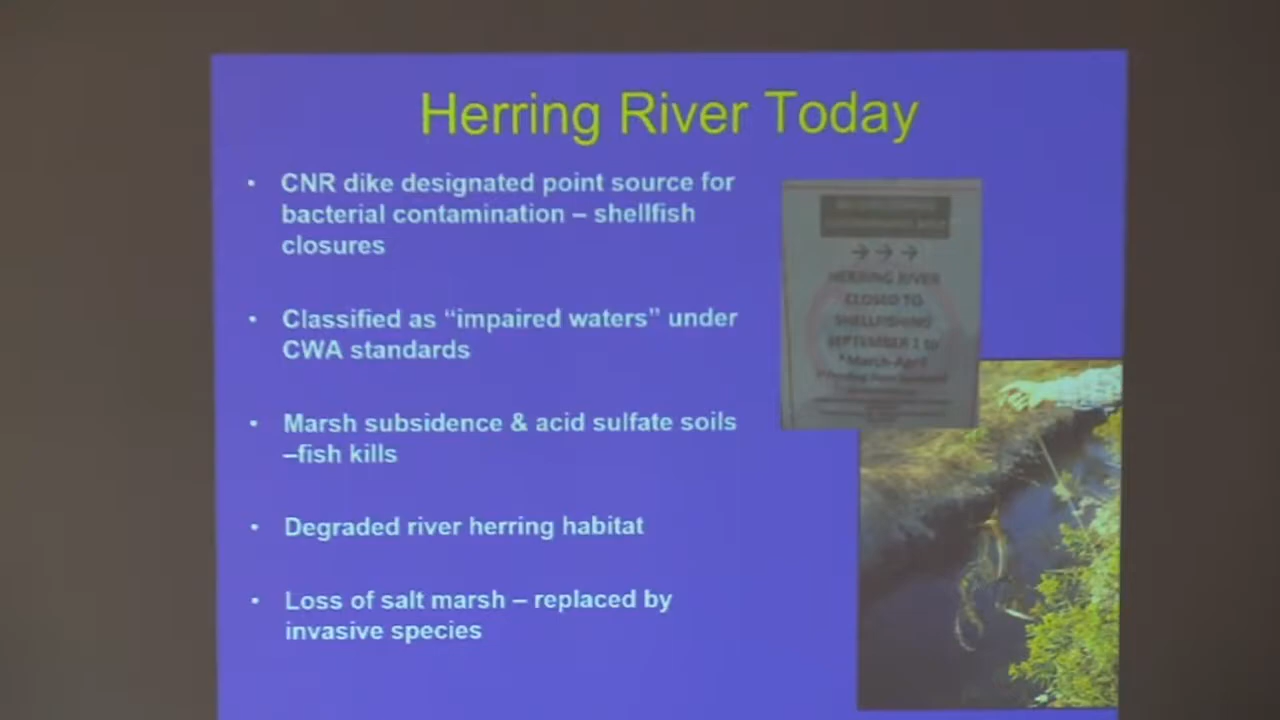 Herring River Today
• CNR dike designated point source for
bacterial contamination – shellfish
closures
• Classified as “impaired waters” under
CWA standards
• Marsh subsidence & acid sulfate soils
–fish kills
• Degraded river herring habitat
• Loss of salt marsh – replaced by
invasive species
→→→
HERRING RIVER
CLOSED TO
SHELLFISHING
SEPTEMBER 1 to
*March-April